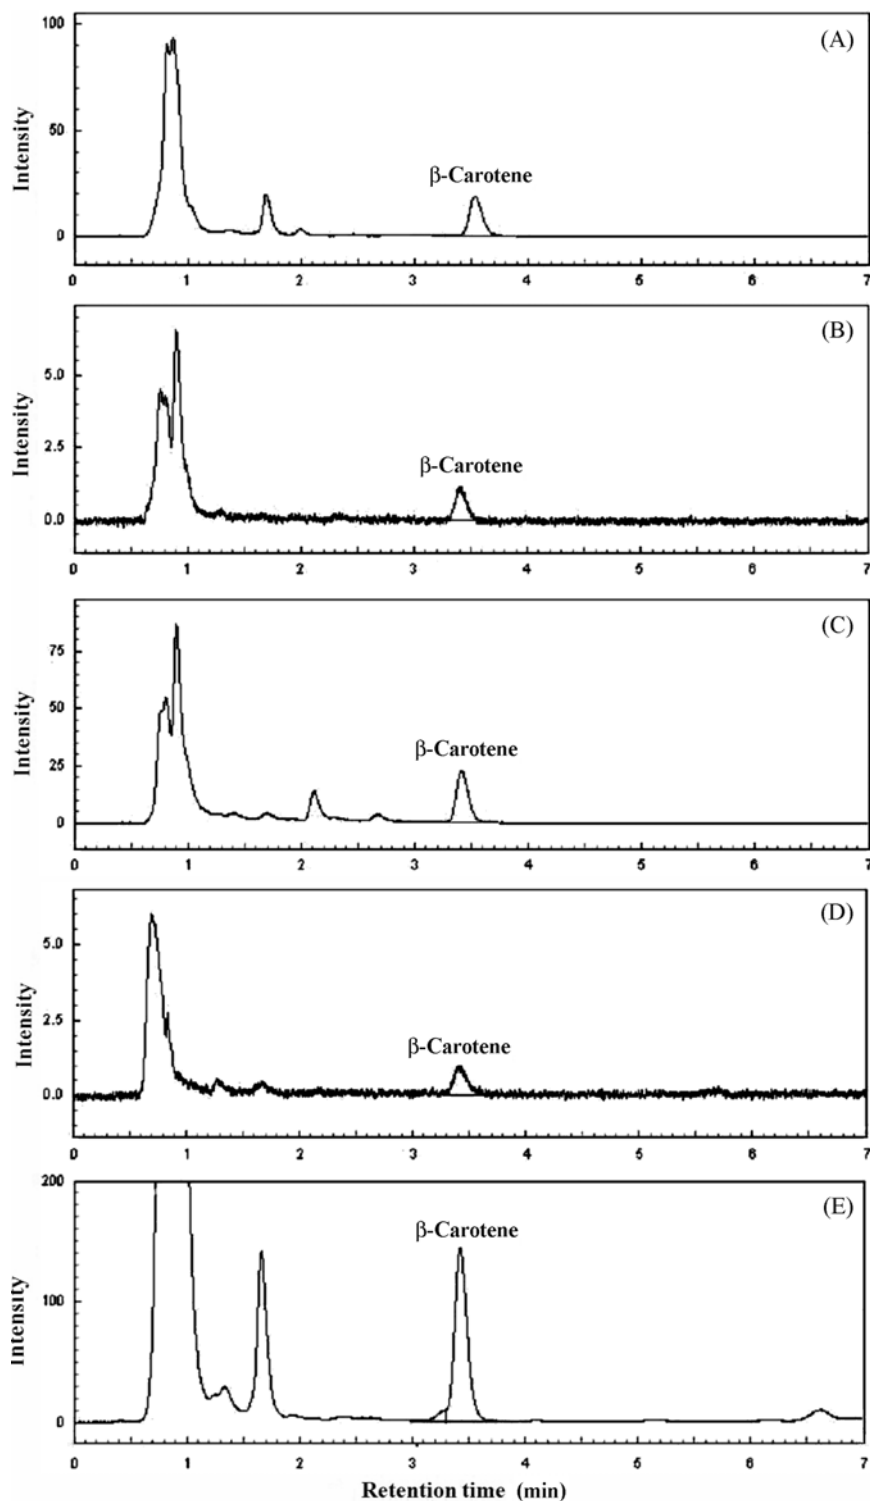 100
(A)
Intensity
50
β-Carotene
0
0 1 2 3 4 5 6 7
(B)
Intensity
5.0
2.5
β-Carotene
0.0
0 1 2 3 4 5 6 7
(C)
Intensity
75
50
β-Carotene
25
0
0 1 2 3 4 5 6 7
(D)
Intensity
5.0
2.5
β-Carotene
0.0
0 1 2 3 4 5 6 7
200
(E)
Intensity
β-Carotene
100
0
0 1 2 3 4 5 6 7
Retention time (min)